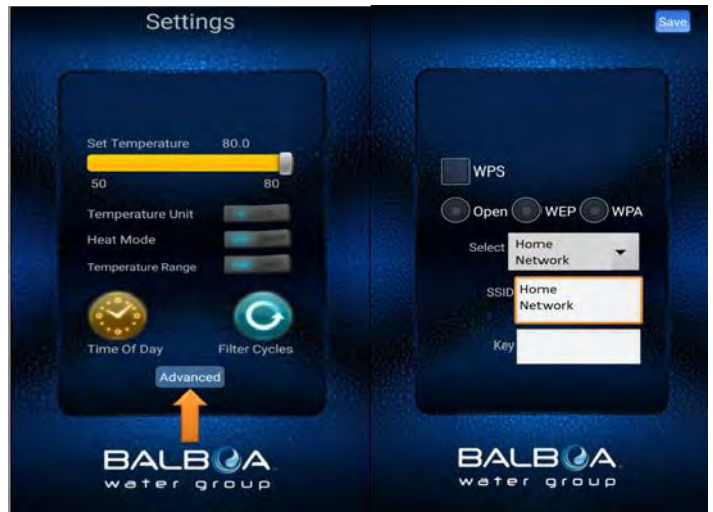 Settings
Set Temperature 80.0
50 80
Temperature Unit
Heat Mode
Temperature Range
Time Of Day Filter Cycles
Advanced
BALBOA
water group
Save
WPS
Open WEP WPA
Select Home
Network
SSID Home
Network
Key
BALBOA
water group